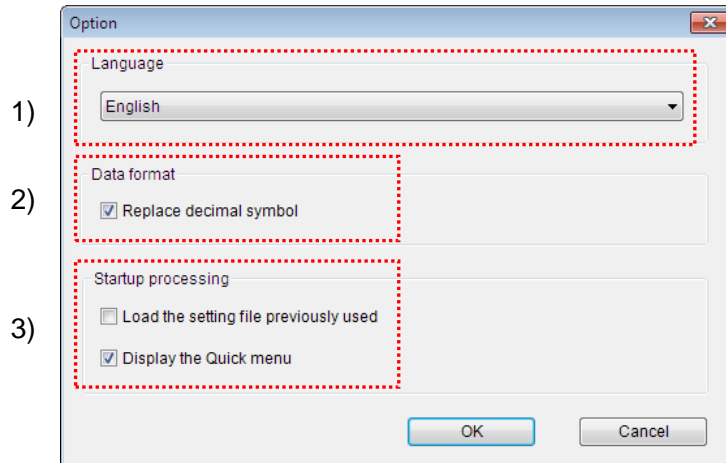 Option
Language
1)
English
Data format
2)
Replace decimal symbol
Startup processing
Load the setting file previously used
3)
Display the Quick menu
OK Cancel